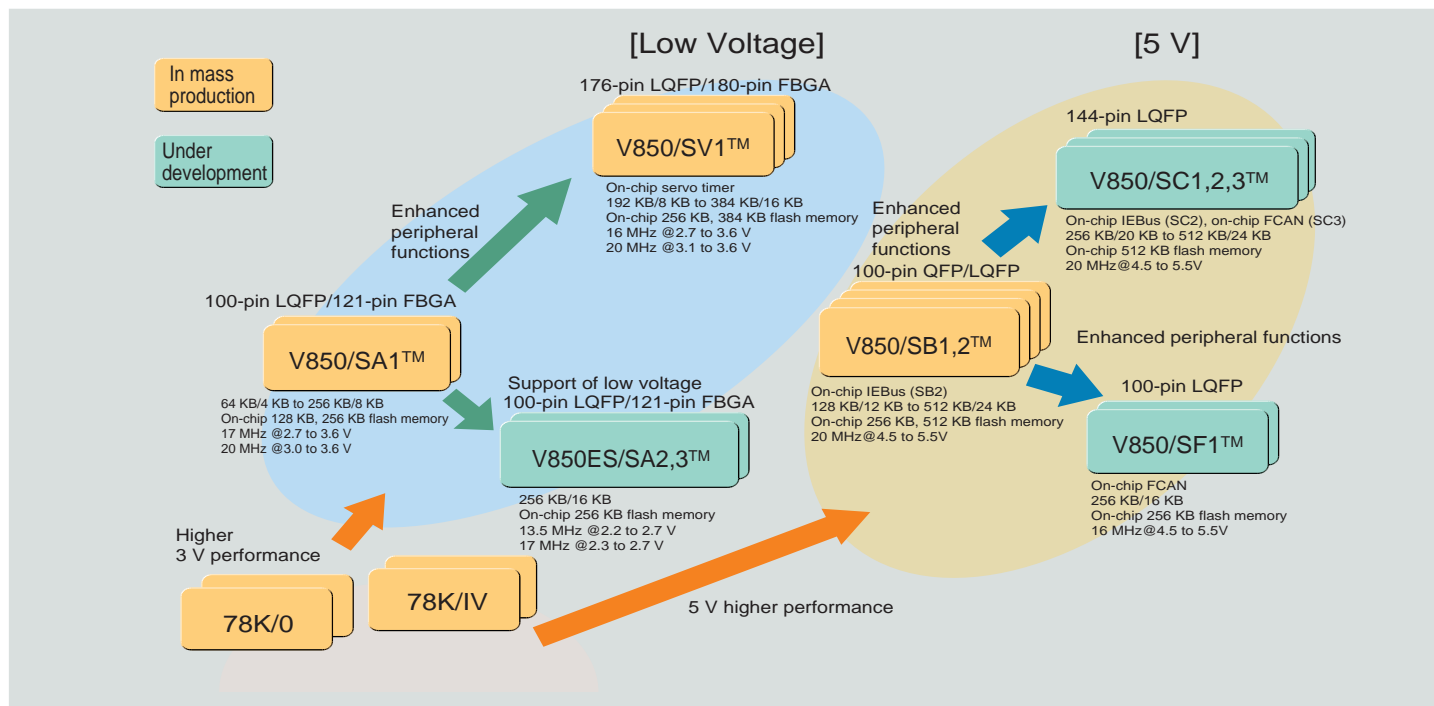 [Low Voltage]
[5 V]
In mass
production
Under
development
176-pin LQFP/180-pin FBGA
V850/SV1TM
On-chip servo timer
192 KB/8 KB to 384 KB/16 KB
On-chip 256 KB, 384 KB flash memory
16 MHz @2.7 to 3.6 V
20 MHz @3.1 to 3.6 V
Enhanced
peripheral
functions
100-pin LQFP/121-pin FBGA
V850/SA1TM
64 KB/4 KB to 256 KB/8 KB
On-chip 128 KB, 256 KB flash memory
17 MHz @2.7 to 3.6 V
20 MHz @3.0 to 3.6 V
Support of low voltage
100-pin LQFP/121-pin FBGA
V850ES/SA2,3TM
256 KB/16 KB
On-chip 256 KB flash memory
13.5 MHz @2.2 to 2.7 V
17 MHz @2.3 to 2.7 V
Higher
3 V performance
78K/0
78K/IV
5 V higher performance
144-pin LQFP
V850/SC1,2,3TM
On-chip IEBus (SC2), on-chip FCAN (SC3)
256 KB/20 KB to 512 KB/24 KB
On-chip 512 KB flash memory
20 MHz@4.5 to 5.5V
Enhanced
peripheral
functions
100-pin QFP/LQFP
V850/SB1,2TM
On-chip IEBus (SB2)
128 KB/12 KB to 512 KB/24 KB
On-chip 256 KB, 512 KB flash memory
20 MHz@4.5 to 5.5V
Enhanced peripheral functions
100-pin LQFP
V850/SF1TM
On-chip FCAN
256 KB/16 KB
On-chip 256 KB flash memory
16 MHz@4.5 to 5.5V